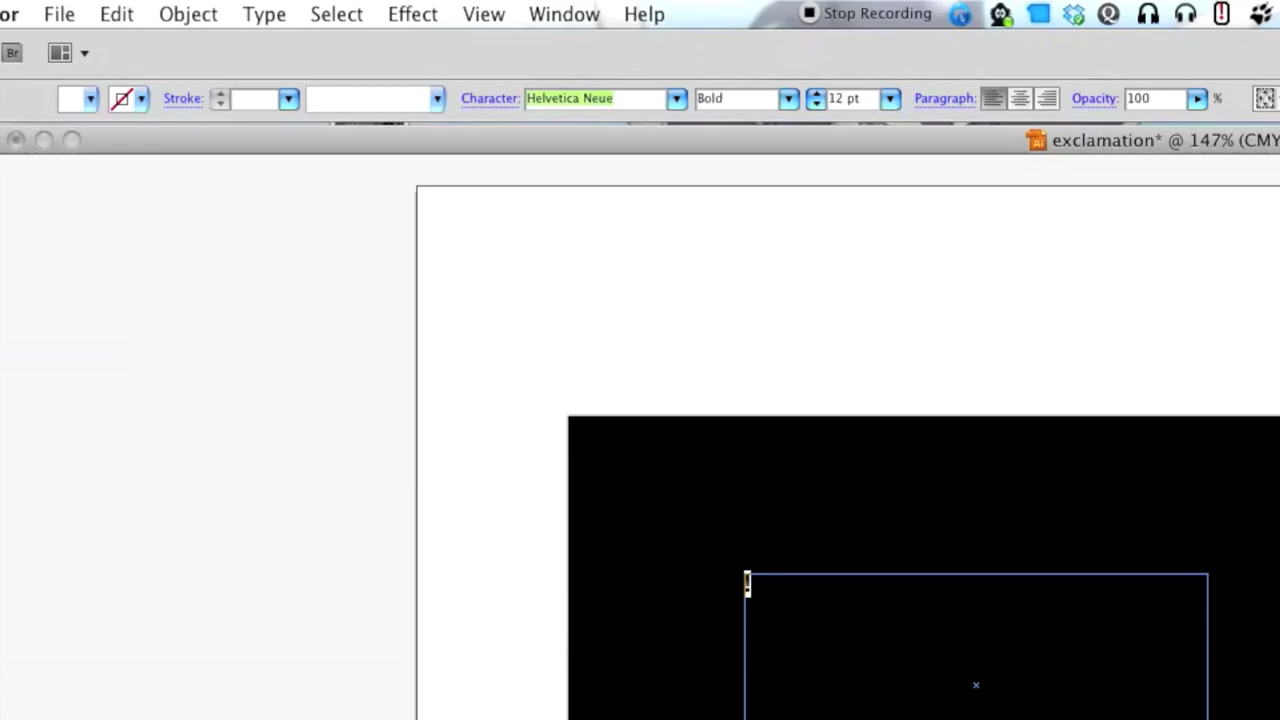 or File Edit Object Type Select Effect View Window Help Stop Recording
Br
Stroke: Character: Helvetica Neue Bold 12 pt Paragraph: Opacity: 100 %
exclamation* @ 147% (CMY
!